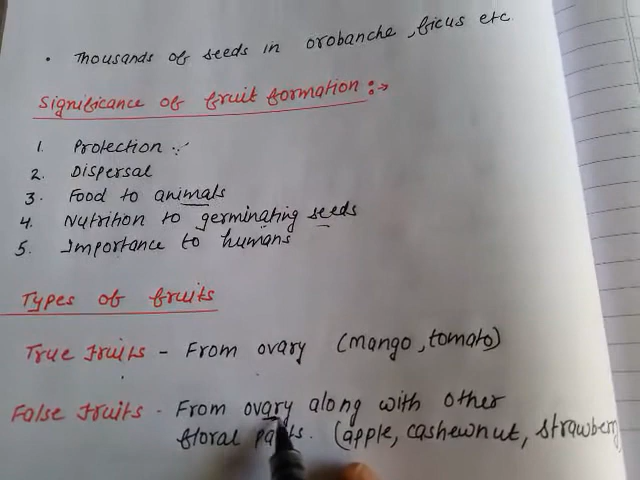 • Thousands of seeds in orobanche, ficus etc.
Significance of fruit formation :→
1. Protection
2. Dispersal
3. Food to animals
4. Nutrition to germinating seeds
5. Importance to humans
Types of fruits
True fruits - From ovary (mango, tomato)
False fruits - From ovary along with other
floral parts. (apple, cashewnut, strawberry